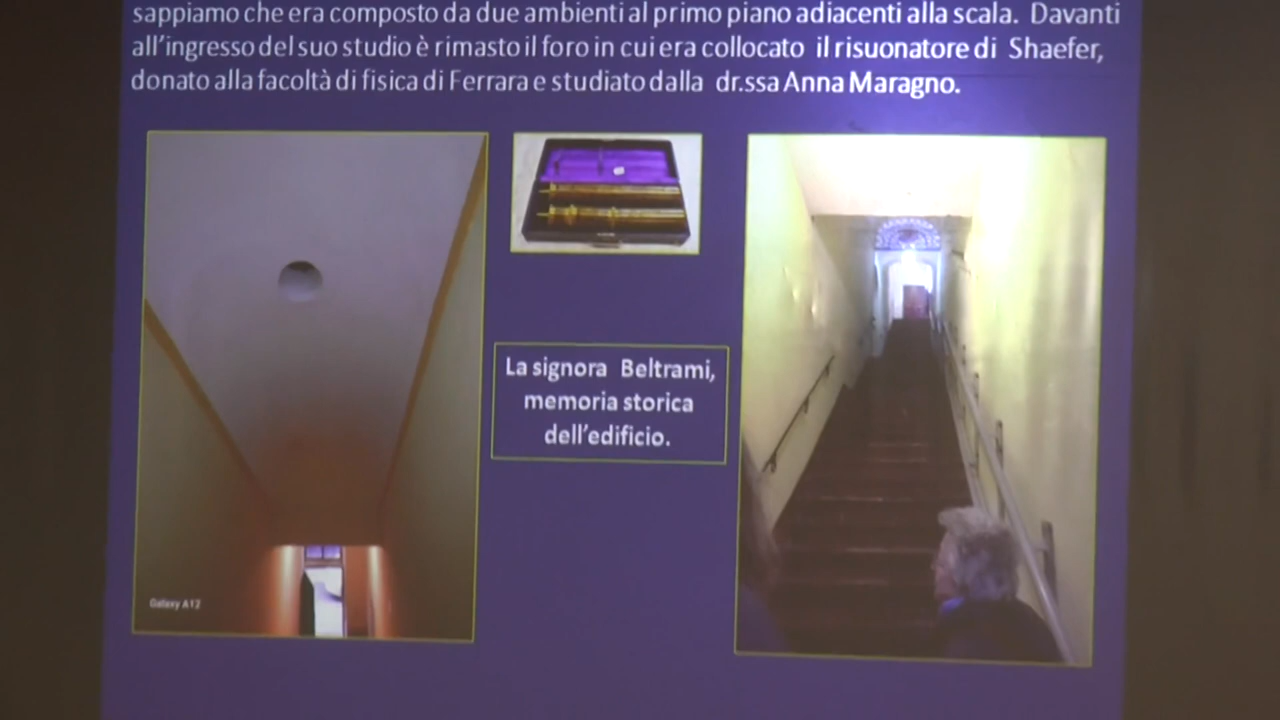 sappiamo che era composto da due ambienti al primo piano adiacenti alla scala. Davanti
all'ingresso del suo studio è rimasto il foro in cui era collocato il risuonatore di Shaefer,
donato alla facoltà di fisica di Ferrara e studiato dalla dr.ssa Anna Maragno.
La signora Beltrami,
memoria storica
dell'edificio.
Galaxy A12